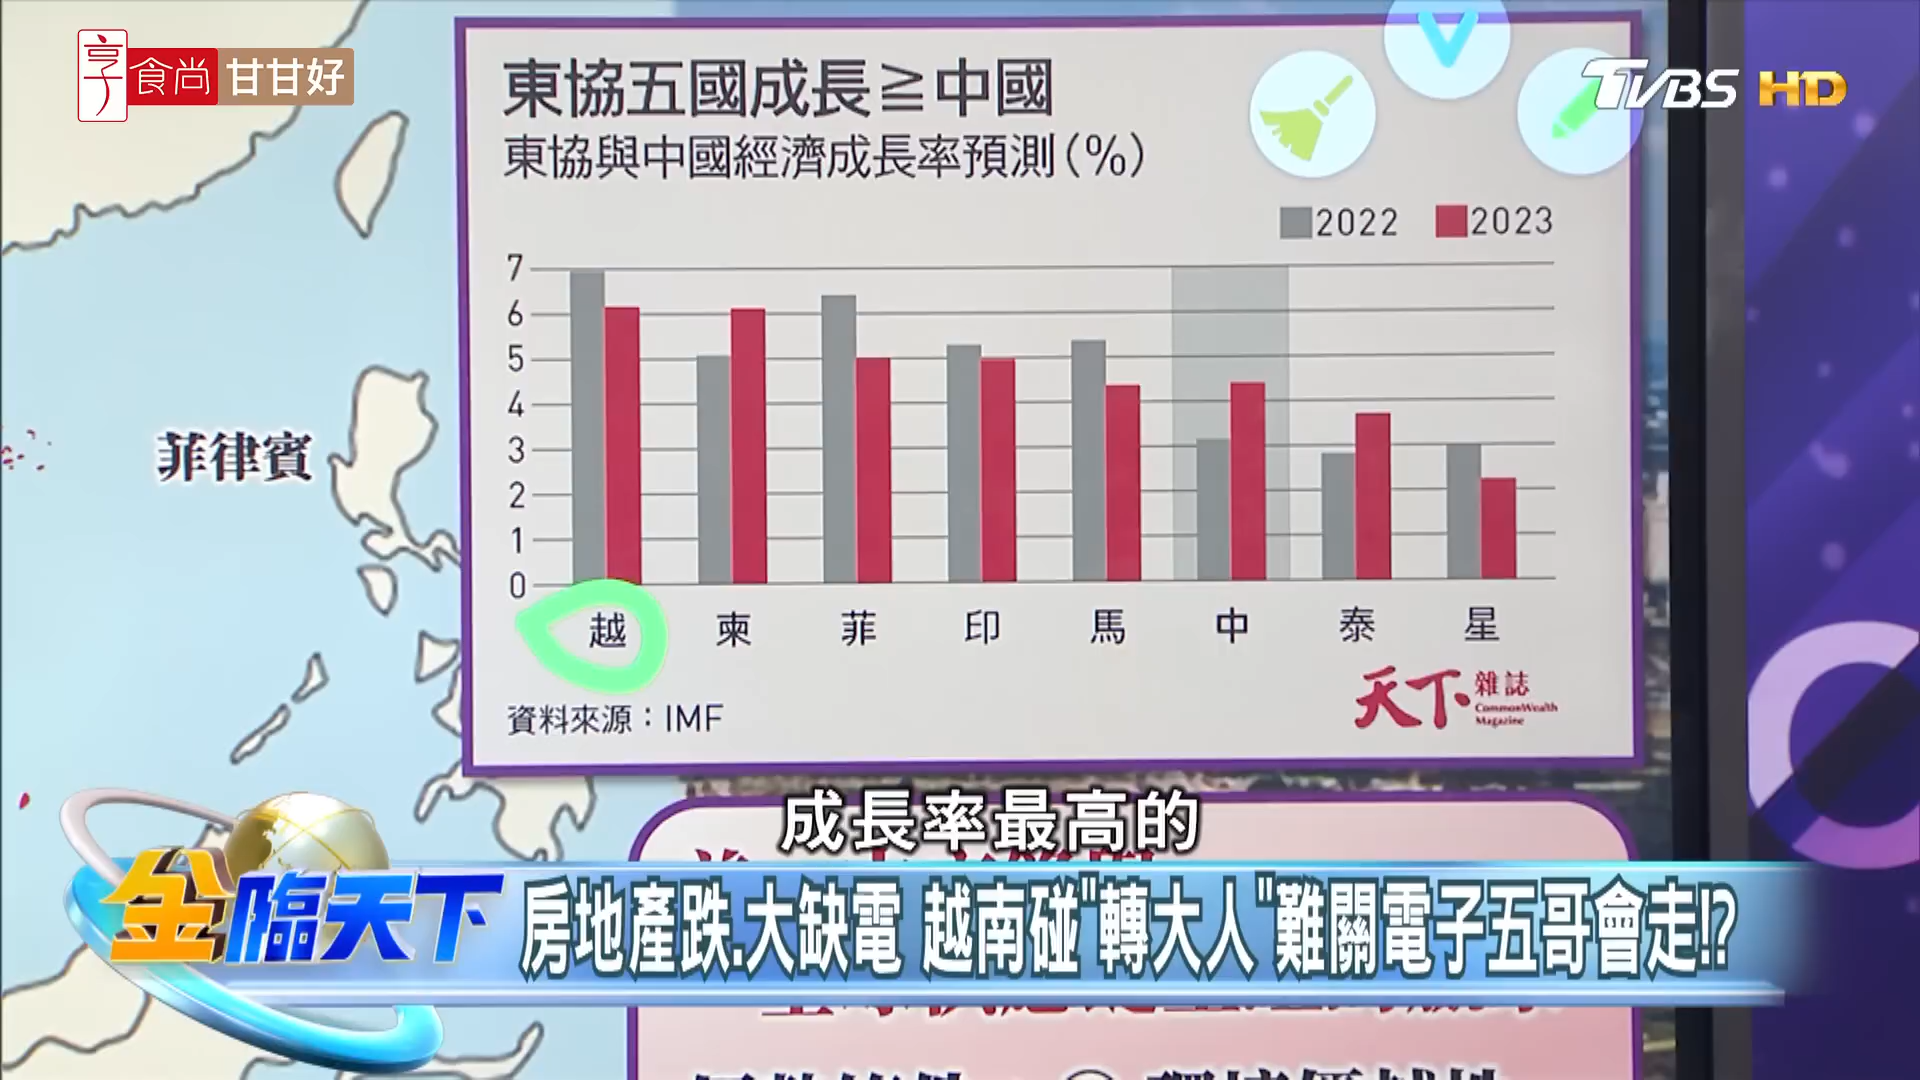 享食尚 甘甘好
TVBS HD
東協五國成長≧中國
東協與中國經濟成長率預測(%)
2022 2023
7
6
5
4
3
2
1
0
越 柬 菲 印 馬 中 泰 星
資料來源：IMF
天下雜誌
CommonWealth
Magazine
菲律賓
成長率最高的
金臨天下
房地產跌.大缺電 越南碰"轉大人"難關電子五哥會走!?